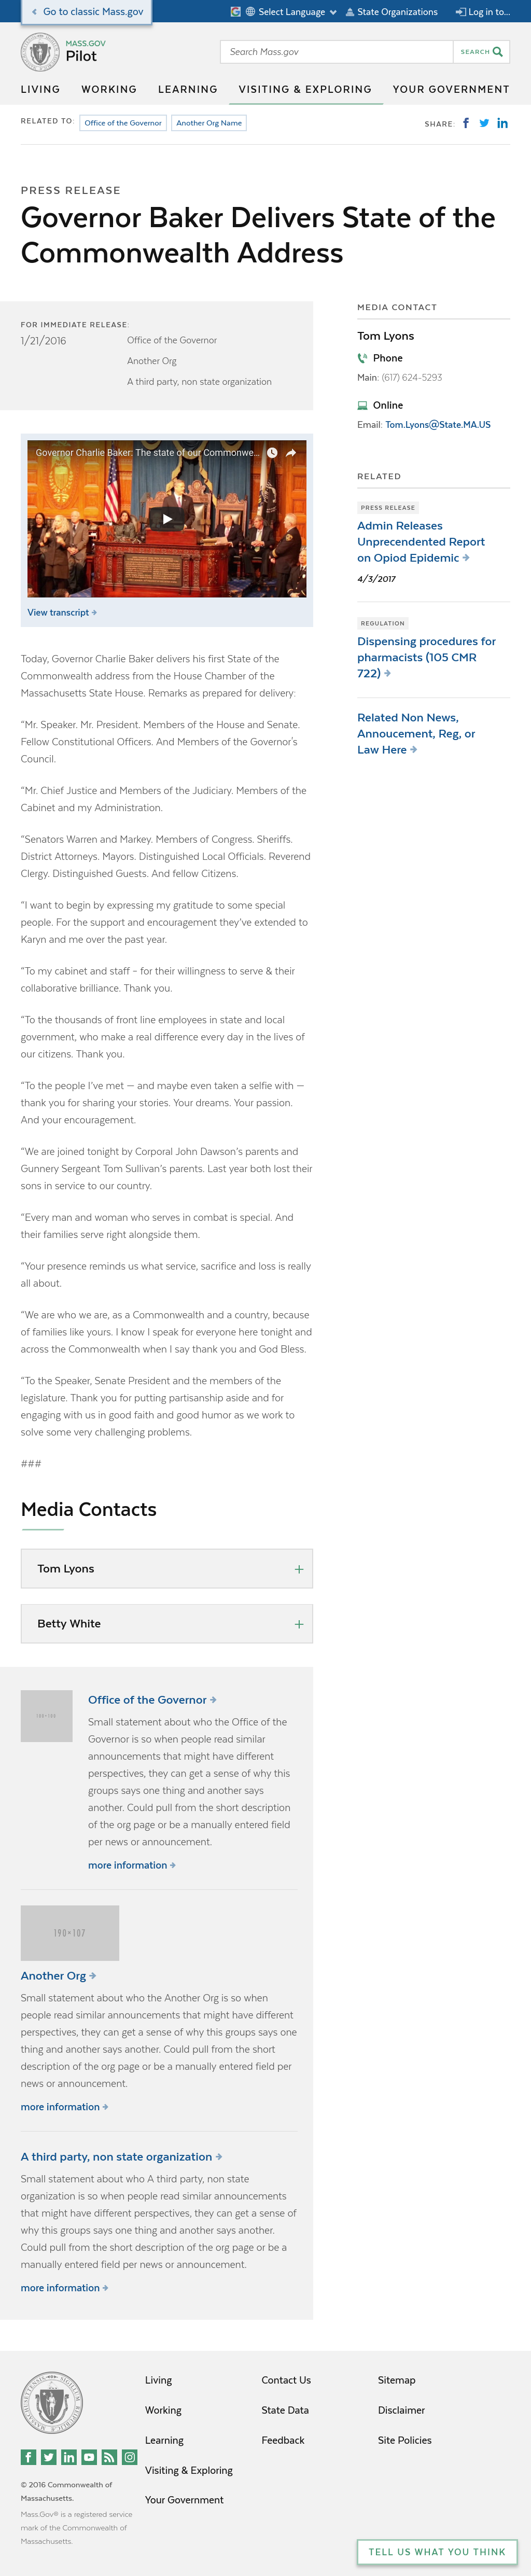 Go to classic Mass.gov
Select Language
State Organizations
Log in to...
MASS.GOV
Pilot
Search Mass.gov
SEARCH
LIVING
WORKING
LEARNING
VISITING & EXPLORING
YOUR GOVERNMENT
RELATED TO:
Office of the Governor
Another Org Name
SHARE:
PRESS RELEASE
Governor Baker Delivers State of the
Commonwealth Address
FOR IMMEDIATE RELEASE:
1/21/2016
Office of the Governor
Another Org
A third party, non state organization
Governor Charlie Baker: The state of our Commonwe...
View transcript
Today, Governor Charlie Baker delivers his first State of the
Commonwealth address from the House Chamber of the
Massachusetts State House. Remarks as prepared for delivery:
"Mr. Speaker. Mr. President. Members of the House and Senate.
Fellow Constitutional Officers. And Members of the Governor's
Council.
"Mr. Chief Justice and Members of the Judiciary. Members of the
Cabinet and my Administration.
"Senators Warren and Markey. Members of Congress. Sheriffs.
District Attorneys. Mayors. Distinguished Local Officials. Reverend
Clergy. Distinguished Guests. And fellow Citizens.
"I want to begin by expressing my gratitude to some special
people. For the support and encouragement they've extended to
Karyn and me over the past year.
"To my cabinet and staff – for their willingness to serve & their
collaborative brilliance. Thank you.
"To the thousands of front line employees in state and local
government, who make a real difference every day in the lives of
our citizens. Thank you.
"To the people I've met — and maybe even taken a selfie with —
thank you for sharing your stories. Your dreams. Your passion.
And your encouragement.
"We are joined tonight by Corporal John Dawson's parents and
Gunnery Sergeant Tom Sullivan's parents. Last year both lost their
sons in service to our country.
"Every man and woman who serves in combat is special. And
their families serve right alongside them.
"Your presence reminds us what service, sacrifice and loss is really
all about.
"We are who we are, as a Commonwealth and a country, because
of families like yours. I know I speak for everyone here tonight and
across the Commonwealth when I say thank you and God Bless.
"To the Speaker, Senate President and the members of the
legislature. Thank you for putting partisanship aside and for
engaging with us in good faith and good humor as we work to
solve some very challenging problems.
###
Media Contacts
Tom Lyons
Betty White
MEDIA CONTACT
Tom Lyons
Phone
Main: (617) 624-5293
Online
Email: Tom.Lyons@State.MA.US
RELATED
PRESS RELEASE
Admin Releases
Unprecendented Report
on Opiod Epidemic
4/3/2017
REGULATION
Dispensing procedures for
pharmacists (105 CMR
722)
Related Non News,
Annoucement, Reg, or
Law Here
100×100
Office of the Governor
Small statement about who the Office of the
Governor is so when people read similar
announcements that might have different
perspectives, they can get a sense of why this
groups says one thing and another says
another. Could pull from the short description
of the org page or be a manually entered field
per news or announcement.
more information
190×107
Another Org
Small statement about who the Another Org is so when
people read similar announcements that might have different
perspectives, they can get a sense of why this groups says one
thing and another says another. Could pull from the short
description of the org page or be a manually entered field per
news or announcement.
more information
A third party, non state organization
Small statement about who A third party, non state
organization is so when people read similar announcements
that might have different perspectives, they can get a sense of
why this groups says one thing and another says another.
Could pull from the short description of the org page or be a
manually entered field per news or announcement.
more information
Living
Working
Learning
Visiting & Exploring
Your Government
Contact Us
State Data
Feedback
Sitemap
Disclaimer
Site Policies
© 2016 Commonwealth of
Massachusetts.
Mass.Gov® is a registered service
mark of the Commonwealth of
Massachusetts.
TELL US WHAT YOU THINK